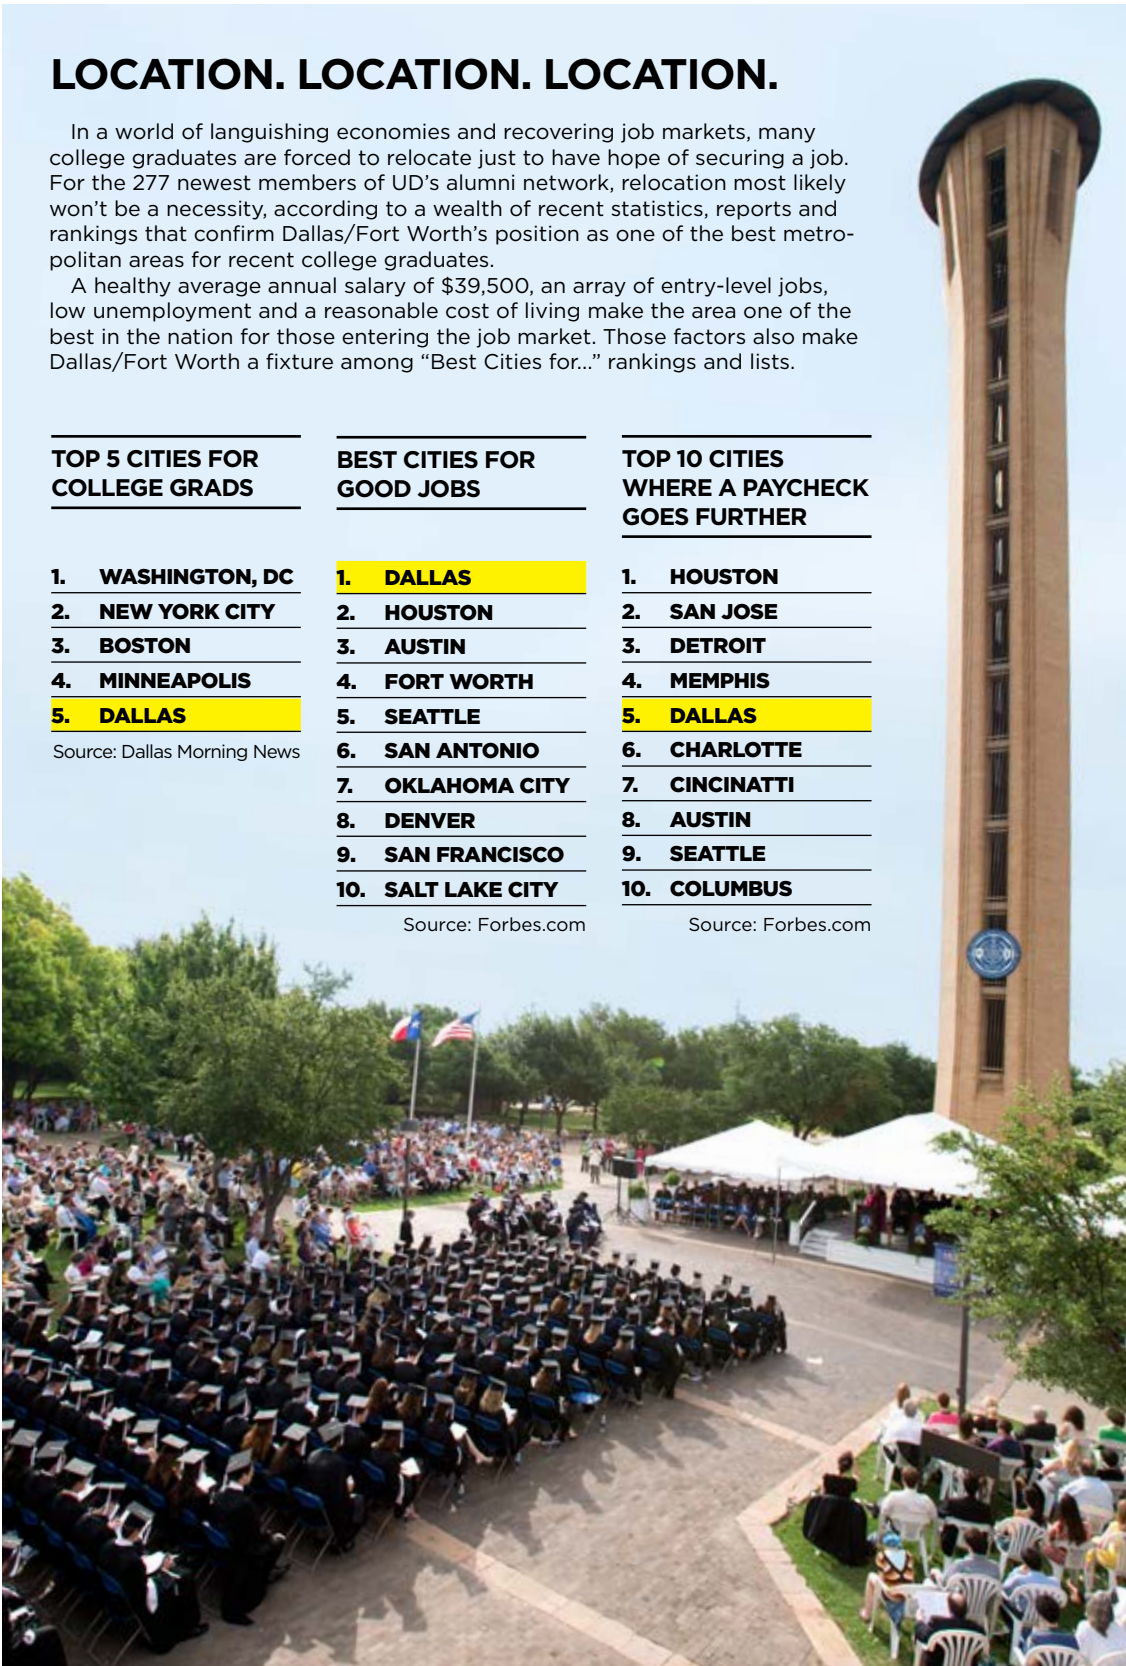 LOCATION. LOCATION. LOCATION.
In a world of languishing economies and recovering job markets, many
college graduates are forced to relocate just to have hope of securing a job.
For the 277 newest members of UD’s alumni network, relocation most likely
won’t be a necessity, according to a wealth of recent statistics, reports and
rankings that confirm Dallas/Fort Worth’s position as one of the best metro-
politan areas for recent college graduates.
A healthy average annual salary of $39,500, an array of entry-level jobs,
low unemployment and a reasonable cost of living make the area one of the
best in the nation for those entering the job market. Those factors also make
Dallas/Fort Worth a fixture among “Best Cities for...” rankings and lists.
TOP 5 CITIES FOR
COLLEGE GRADS
1. WASHINGTON, DC
2. NEW YORK CITY
3. BOSTON
4. MINNEAPOLIS
5. DALLAS
Source: Dallas Morning News
BEST CITIES FOR
GOOD JOBS
1. DALLAS
2. HOUSTON
3. AUSTIN
4. FORT WORTH
5. SEATTLE
6. SAN ANTONIO
7. OKLAHOMA CITY
8. DENVER
9. SAN FRANCISCO
10. SALT LAKE CITY
Source: Forbes.com
TOP 10 CITIES
WHERE A PAYCHECK
GOES FURTHER
1. HOUSTON
2. SAN JOSE
3. DETROIT
4. MEMPHIS
5. DALLAS
6. CHARLOTTE
7. CINCINATTI
8. AUSTIN
9. SEATTLE
10. COLUMBUS
Source: Forbes.com